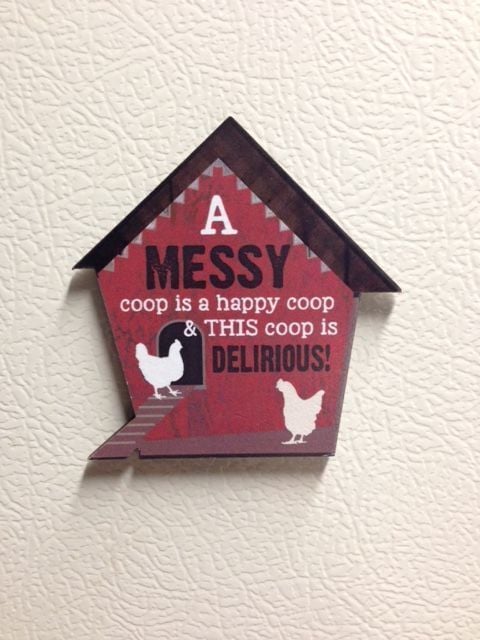 A
MESSY
coop is a happy coop
& THIS coop is
DELIRIOUS!